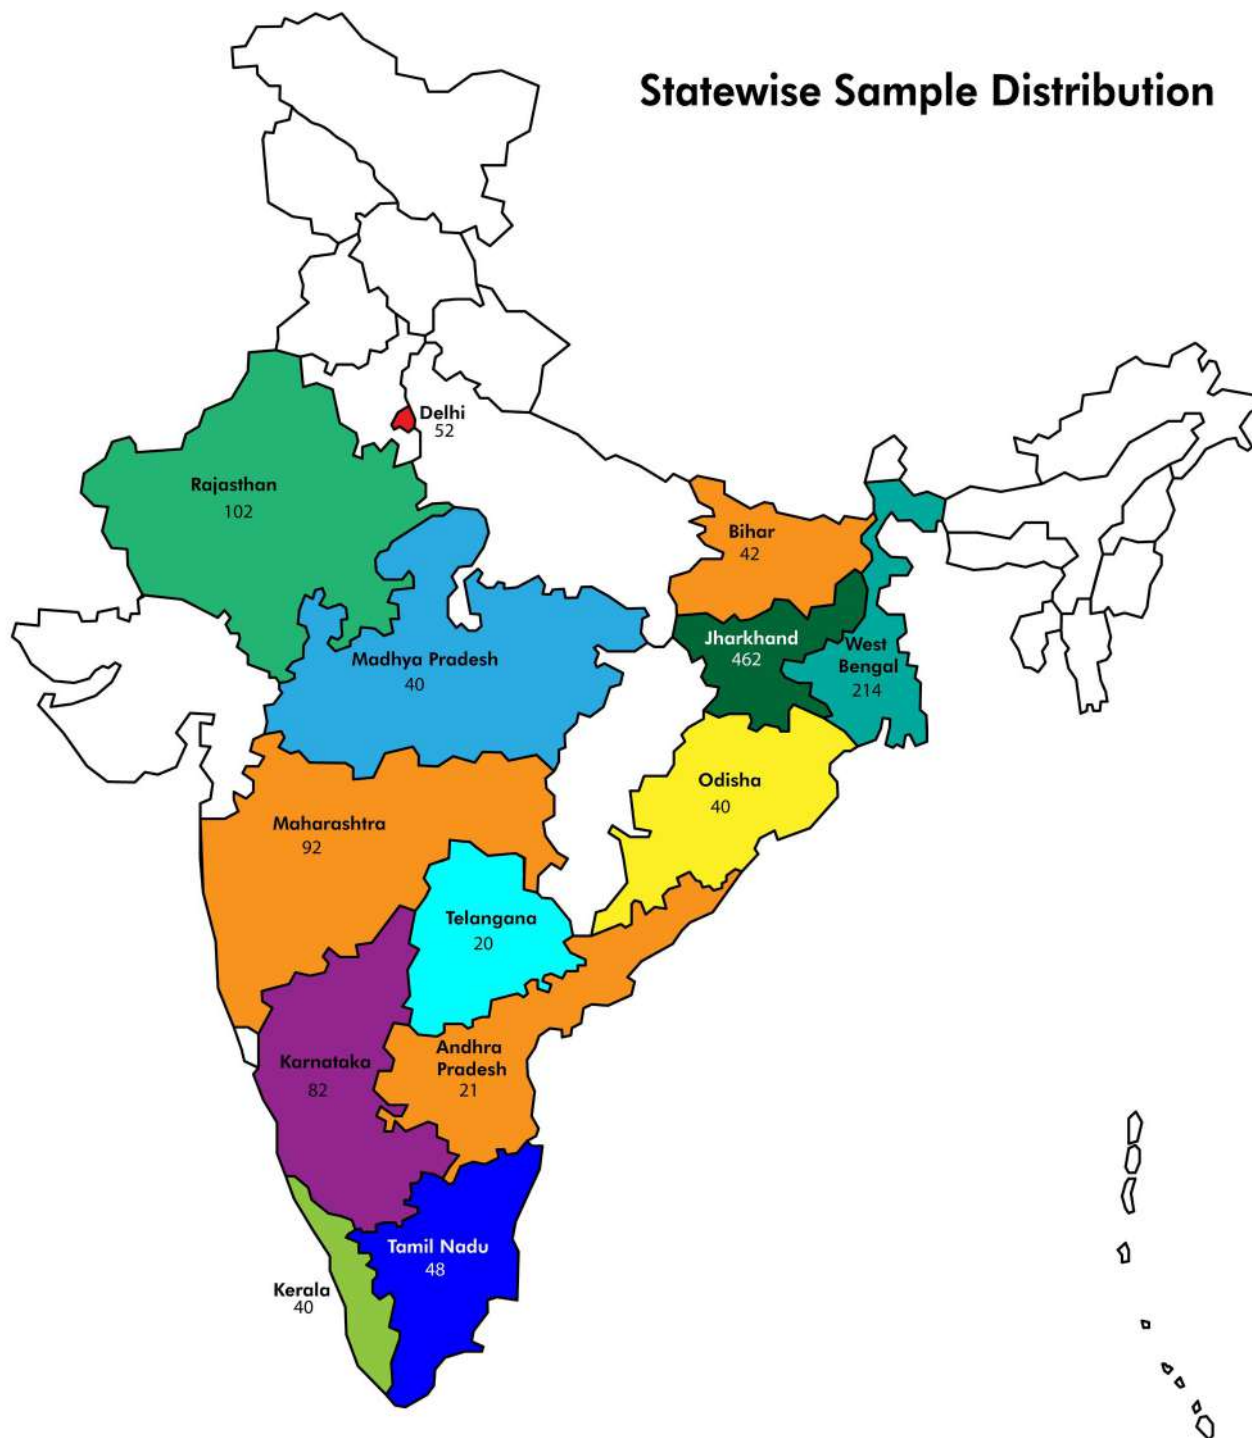 Statewise Sample Distribution
Delhi
52
Rajasthan
102
Bihar
42
Jharkhand
462
West
Bengal
214
Madhya Pradesh
40
Odisha
40
Maharashtra
92
Telangana
20
Andhra
Pradesh
21
Karnataka
82
Tamil Nadu
48
Kerala
40